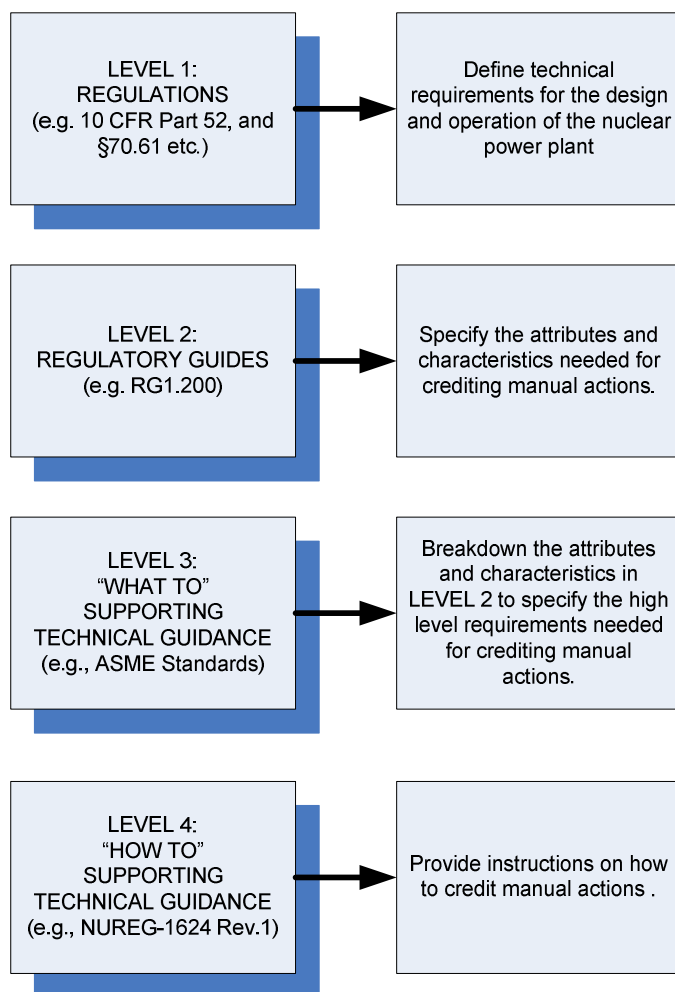 LEVEL 1:
REGULATIONS
(e.g. 10 CFR Part 52, and
§70.61 etc.)
Define technical
requirements for the design
and operation of the nuclear
power plant
LEVEL 2:
REGULATORY GUIDES
(e.g. RG1.200)
Specify the attributes and
characteristics needed for
crediting manual actions.
LEVEL 3:
“WHAT TO”
SUPPORTING
TECHNICAL GUIDANCE
(e.g., ASME Standards)
Breakdown the attributes
and characteristics in
LEVEL 2 to specify the high
level requirements needed
for crediting manual
actions.
LEVEL 4:
“HOW TO”
SUPPORTING
TECHNICAL GUIDANCE
(e.g., NUREG-1624 Rev.1)
Provide instructions on how
to credit manual actions .